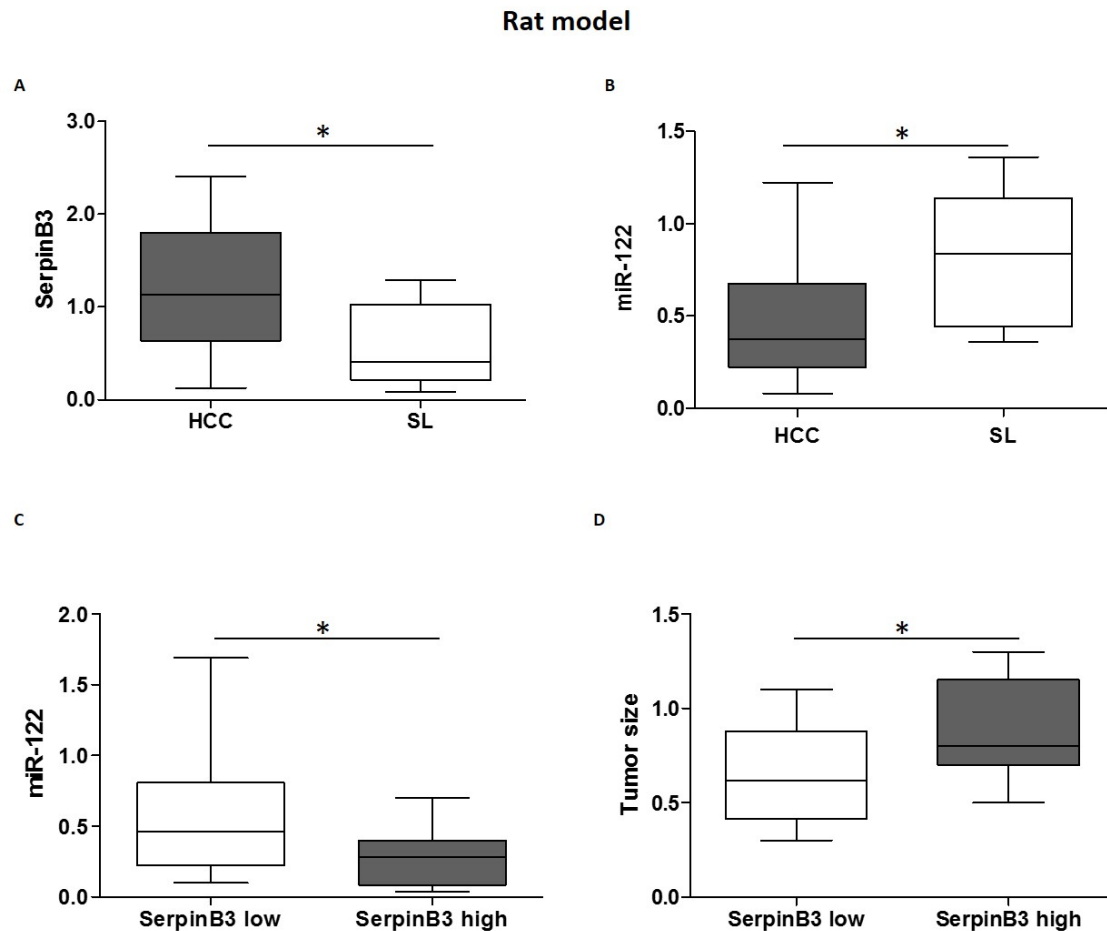 Rat model
A
SerpinB3
3.0
2.0
1.0
0.0
*
HCC SL
B
miR-122
1.5
1.0
0.5
0.0
*
HCC SL
C
miR-122
2.0
1.5
1.0
0.5
0.0
*
SerpinB3 low SerpinB3 high
D
Tumor size
1.5
1.0
0.5
0.0
*
SerpinB3 low SerpinB3 high